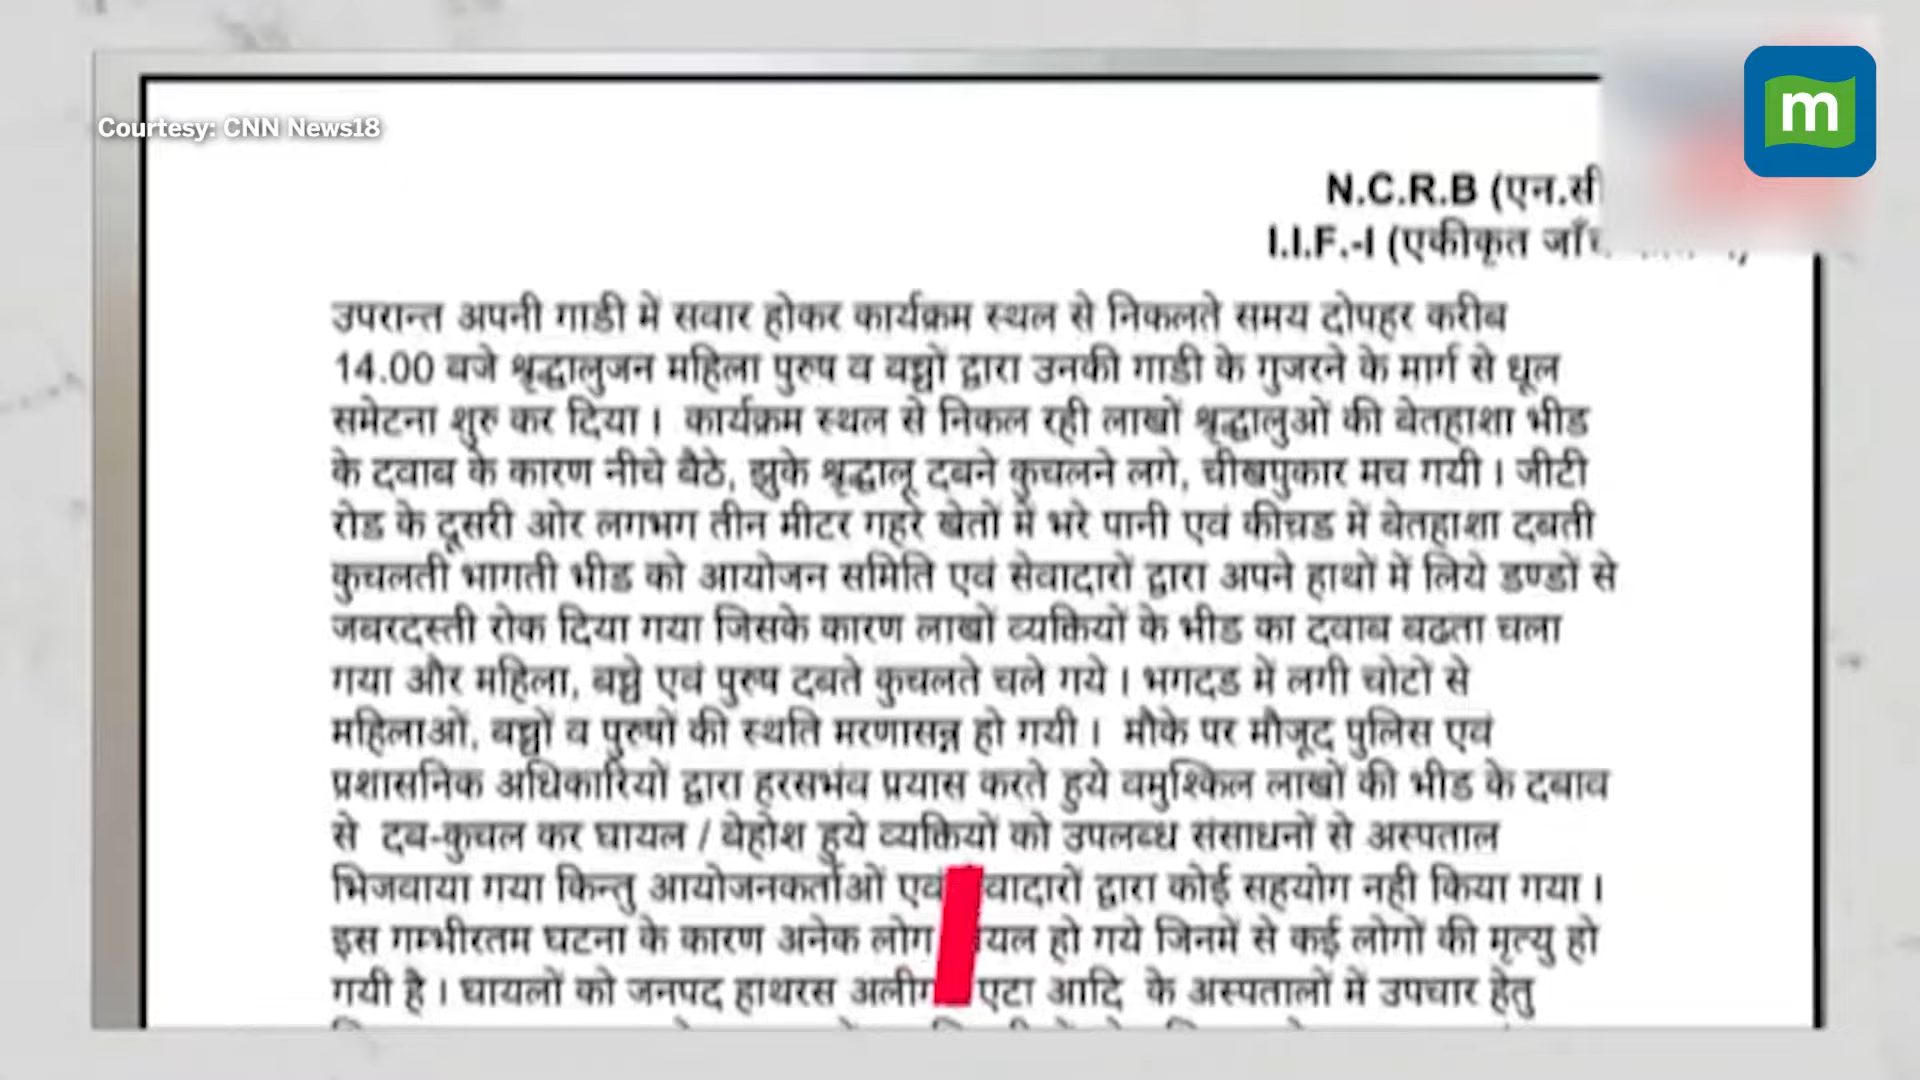 Courtesy: CNN News18
m
N.C.R.B (एन.सी
I.I.F.-I (एकीकृत जाँच
उपरान्त अपनी गाडी में सवार होकर कार्यक्रम स्थल से निकलते समय दोपहर करीब
14.00 बजे श्रृद्धालुजन महिला पुरुष व बच्चों द्वारा उनकी गाडी के गुजरने के मार्ग से धूल
समेटना शुरु कर दिया । कार्यक्रम स्थल से निकल रही लाखों श्रृद्धालुओं की बेतहाशा भीड
के दवाब के कारण नीचे बैठे, झुके श्रृद्धालू दबने कुचलने लगे, चीखपुकार मच गयी । जीटी
रोड के दूसरी ओर लगभग तीन मीटर गहरे खेतों में भरे पानी एवं कीचड में बेतहाशा दबती
कुचलती भागती भीड को आयोजन समिति एवं सेवादारों द्वारा अपने हाथों में लिये डण्डों से
जबरदस्ती रोक दिया गया जिसके कारण लाखों व्यक्तियों के भीड का दवाब बढता चला
गया और महिला, बच्चे एवं पुरुष दबते कुचलते चले गये । भगदड में लगी चोटों से
महिलाओं, बच्चों व पुरुषों की स्थति मरणासन्न हो गयी । मौके पर मौजूद पुलिस एवं
प्रशासनिक अधिकारियों द्वारा हरसभंव प्रयास करते हुये वमुश्किल लाखों की भीड के दबाव
से दब-कुचल कर घायल / बेहोश हुये व्यक्तियों को उपलब्ध संसाधनों से अस्पताल
भिजवाया गया किन्तु आयोजनकर्ताओं एवं वादारों द्वारा कोई सहयोग नही किया गया ।
इस गम्भीरतम घटना के कारण अनेक लोग यल हो गये जिनमें से कई लोगों की मृत्यु हो
गयी है । घायलों को जनपद हाथरस अलीग एटा आदि के अस्पतालों में उपचार हेतु